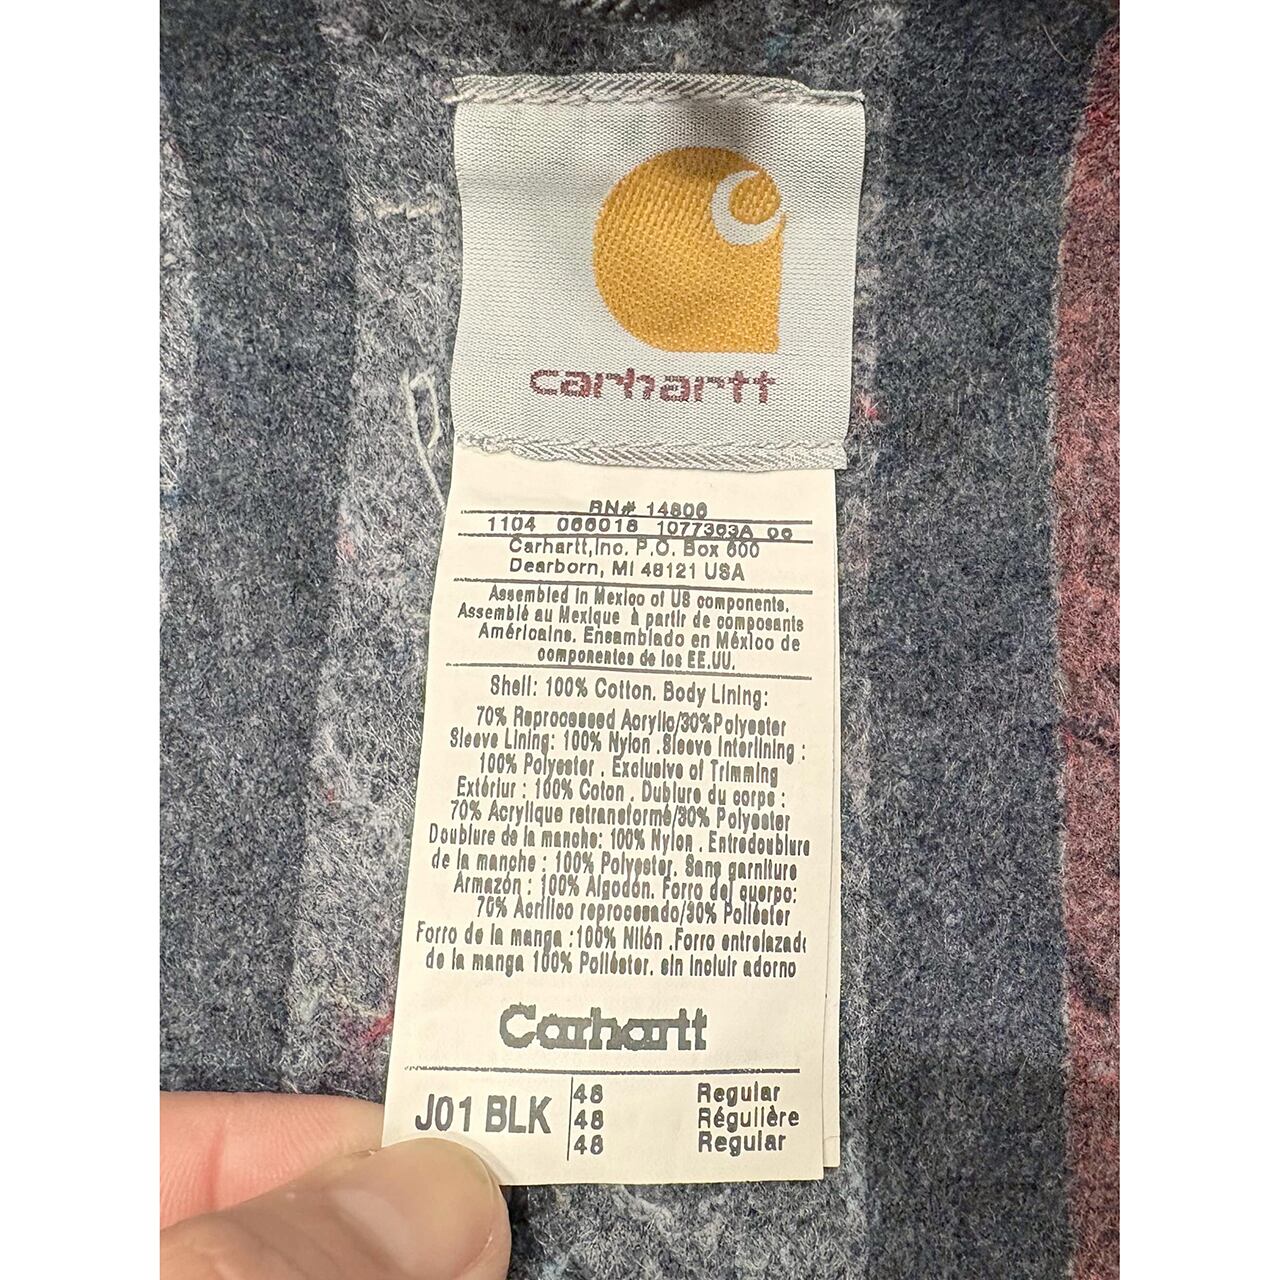 carhartt
RN# 14806
1104 066018 1077363A 06
Carhartt,Inc. P.O. Box 600
Dearborn, MI 48121 USA
Assembled in Mexico of US components.
Assemblé au Mexique à partir de composants
Américains. Ensamblado en México de
componentes de los EE.UU.
Shell: 100% Cotton. Body Lining:
70% Reprocessed Acrylic/30%Polyester
Sleeve Lining: 100% Nylon .Sleeve Interlining :
100% Polyester . Exclusive of Trimming
Extériur : 100% Coton . Dublure du corps :
70% Acrylique retransformé/30% Polyester
Doublure de la manche: 100% Nylon . Entredoublure
de la manche : 100% Polyester. Sans garniture
Armazón : 100% Algodón. Forro del cuerpo:
70% Acrílico reprocesado/30% Poliéster
Forro de la manga :100% Nilón .Forro entrelazad
de la manga 100% Poliéster. sin incluir adorno
Carhartt
J01 BLK 48 Regular
48 Régulière
48 Regular